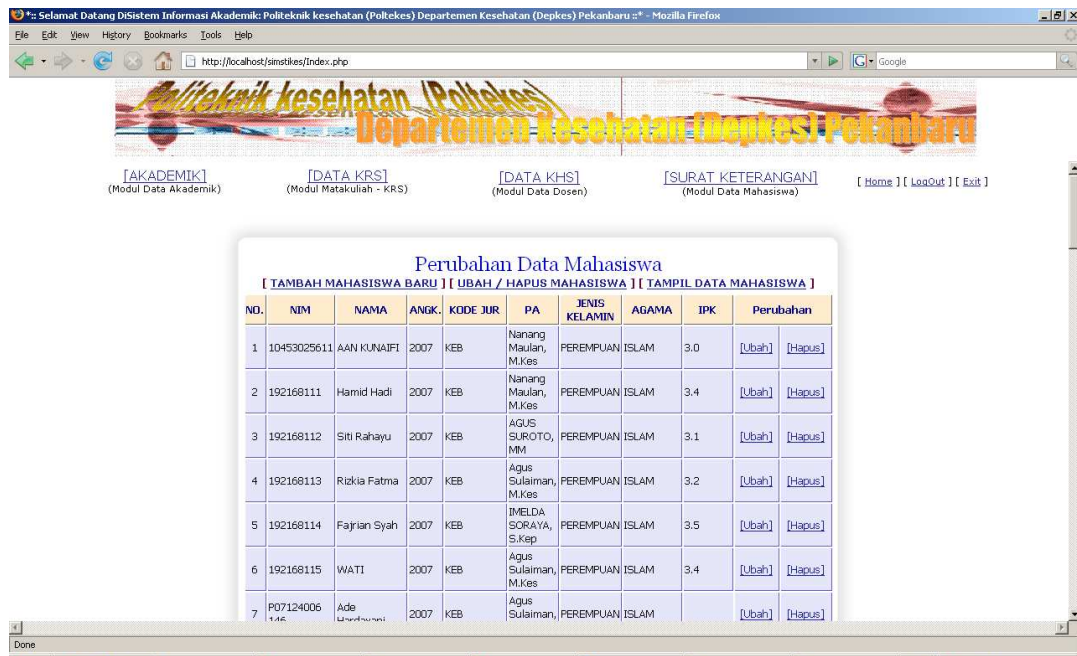 *:: Selamat Datang DiSistem Informasi Akademik: Politeknik kesehatan (Poltekes) Departemen Kesehatan (Depkes) Pekanbaru ::* - Mozilla Firefox
File Edit View History Bookmarks Tools Help
http://localhost/simstikes/Index.php
Google
Politeknik kesehatan (Poltekes)
Departemen Kesehatan (Depkes) Pekanbaru
[AKADEMIK] [DATA KRS] [DATA KHS] [SURAT KETERANGAN] [ Home ] [ LogOut ] [ Exit ]
(Modul Data Akademik) (Modul Matakuliah - KRS) (Modul Data Dosen) (Modul Data Mahasiswa)
Perubahan Data Mahasiswa
[ TAMBAH MAHASISWA BARU ] [ UBAH / HAPUS MAHASISWA ] [ TAMPIL DATA MAHASISWA ]
NO. NIM NAMA ANGK. KODE JUR PA JENIS KELAMIN AGAMA IPK Perubahan
1 10453025611 AAN KUNAIFI 2007 KEB Nanang Maulan, M.Kes PEREMPUAN ISLAM 3.0 [Ubah] [Hapus]
2 192168111 Hamid Hadi 2007 KEB Nanang Maulan, M.Kes PEREMPUAN ISLAM 3.4 [Ubah] [Hapus]
3 192168112 Siti Rahayu 2007 KEB AGUS SUROTO, MM PEREMPUAN ISLAM 3.1 [Ubah] [Hapus]
4 192168113 Rizkia Fatma 2007 KEB Agus Sulaiman, M.Kes PEREMPUAN ISLAM 3.2 [Ubah] [Hapus]
5 192168114 Fajrian Syah 2007 KEB IMELDA SORAYA, S.Kep PEREMPUAN ISLAM 3.5 [Ubah] [Hapus]
6 192168115 WATI 2007 KEB Agus Sulaiman, M.Kes PEREMPUAN ISLAM 3.4 [Ubah] [Hapus]
7 P07124006 Ade 2007 KEB Agus Sulaiman, PEREMPUAN ISLAM [Ubah] [Hapus]
Done